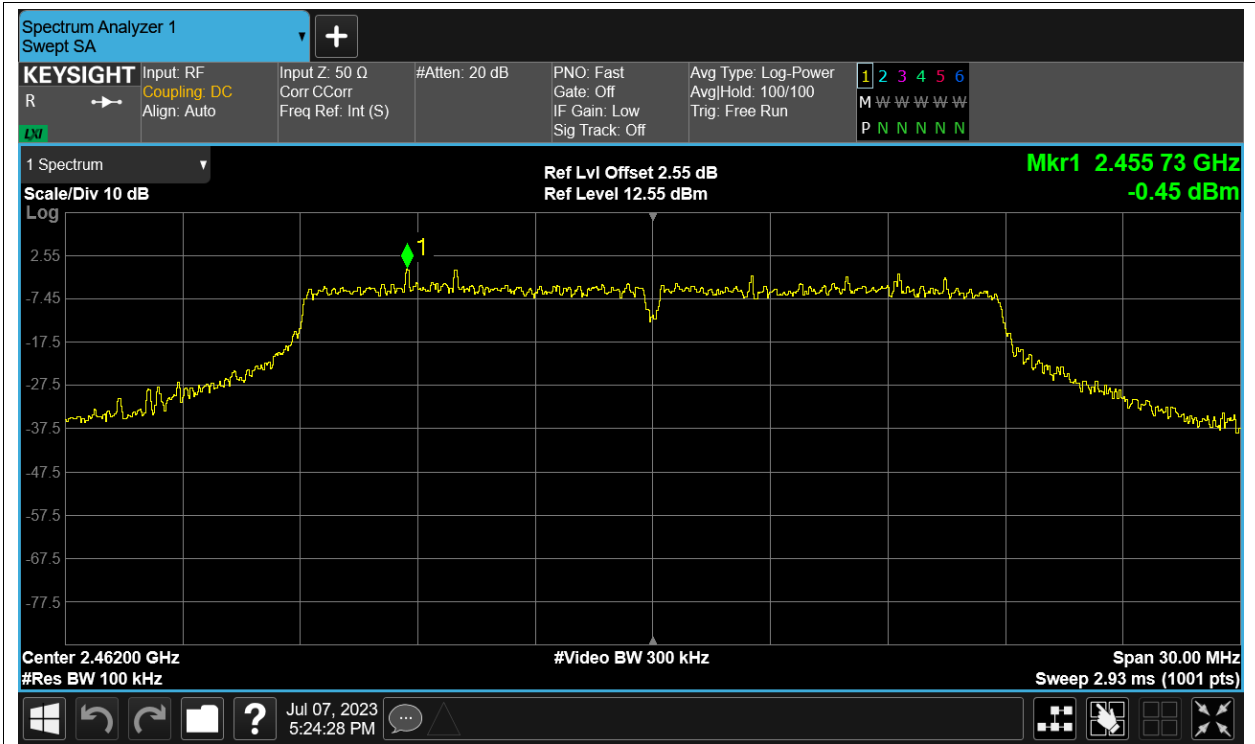 Spectrum Analyzer 1
Swept SA
KEYSIGHT
R
LXI
Input: RF
Coupling: DC
Align: Auto
Input Z: 50 Ω
Corr CCorr
Freq Ref: Int (S)
#Atten: 20 dB
PNO: Fast
Gate: Off
IF Gain: Low
Sig Track: Off
Avg Type: Log-Power
Avg|Hold: 100/100
Trig: Free Run
1 2 3 4 5 6
M W W W W W W
P N N N N N N
1 Spectrum
Scale/Div 10 dB
Log
Ref Lvl Offset 2.55 dB
Ref Level 12.55 dBm
Mkr1 2.455 73 GHz
-0.45 dBm
1
2.55
-7.45
-17.5
-27.5
-37.5
-47.5
-57.5
-67.5
-77.5
Center 2.46200 GHz
#Video BW 300 kHz
Span 30.00 MHz
#Res BW 100 kHz
Sweep 2.93 ms (1001 pts)
?
Jul 07, 2023
5:24:28 PM